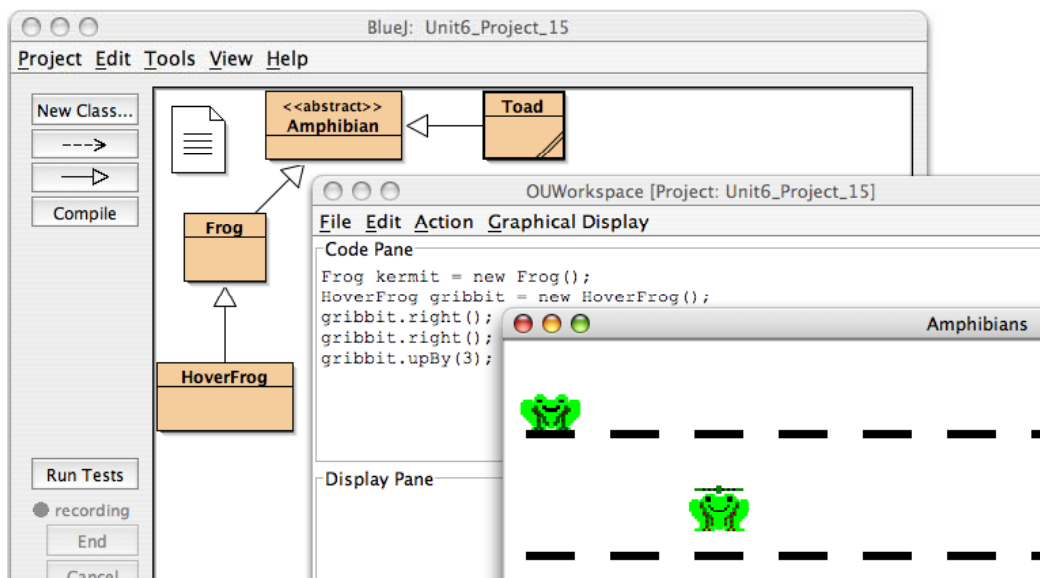 BlueJ: Unit6_Project_15
Project Edit Tools View Help
New Class...
Compile
<<abstract>>
Amphibian
Toad
Frog
HoverFrog
OUWorkspace [Project: Unit6_Project_15]
File Edit Action Graphical Display
Code Pane
Frog kermit = new Frog();
HoverFrog gribbit = new HoverFrog();
gribbit.right();
gribbit.right();
gribbit.upBy(3);
Amphibians
Display Pane
Run Tests
recording
End
Cancel